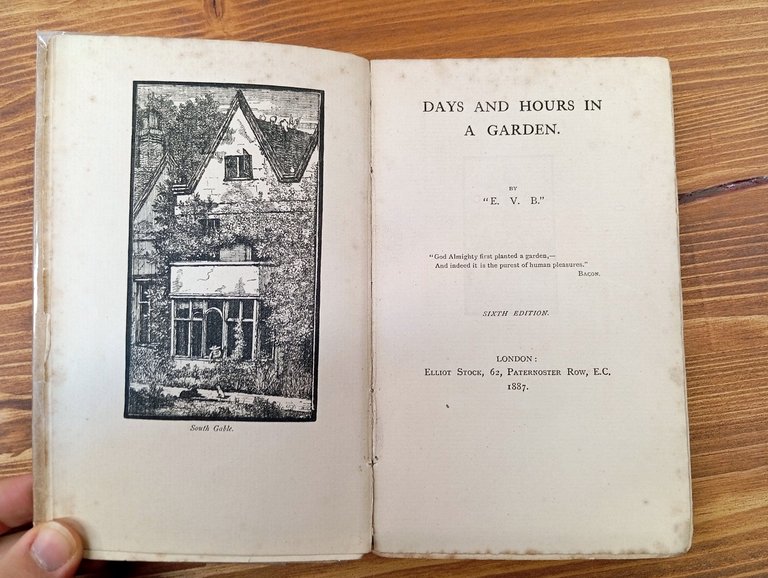 South Gable.
DAYS AND HOURS IN
A GARDEN.
BY
"E. V. B."
"God Almighty first planted a garden,—
And indeed it is the purest of human pleasures."
BACON.
SIXTH EDITION.
LONDON:
ELLIOT STOCK, 62, PATERNOSTER ROW, E.C.
1887.